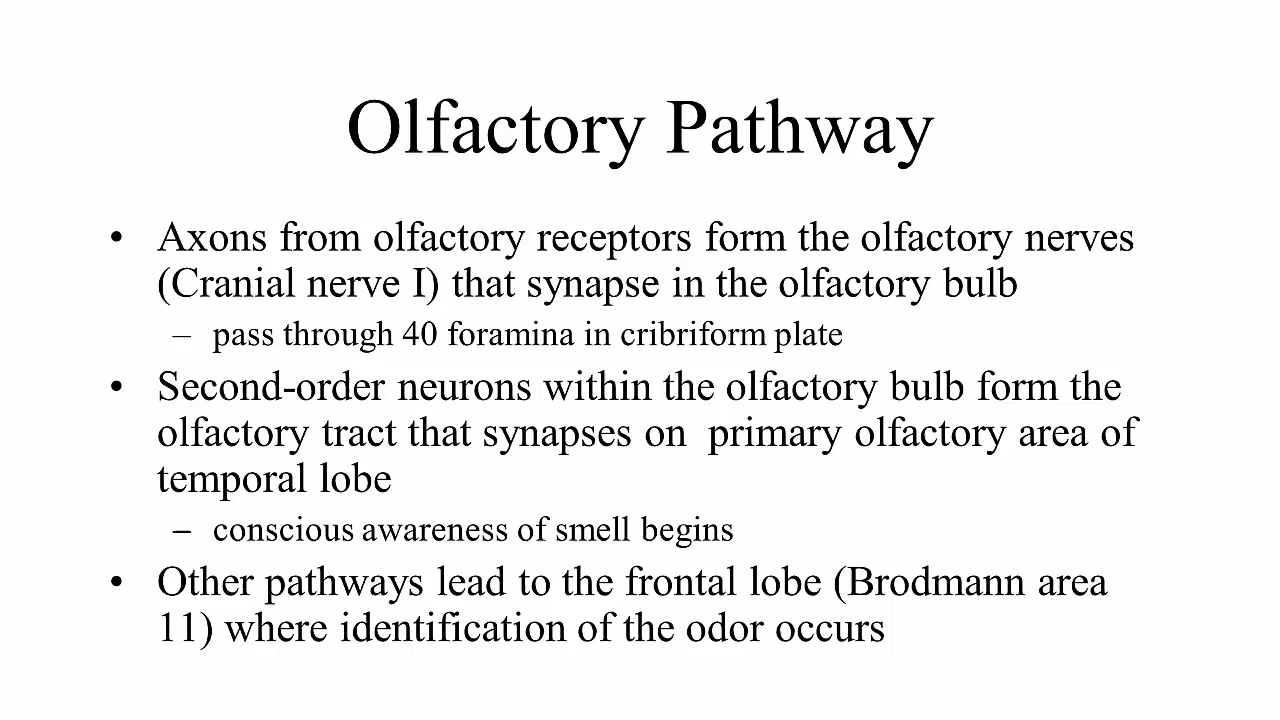 Olfactory Pathway
• Axons from olfactory receptors form the olfactory nerves
(Cranial nerve I) that synapse in the olfactory bulb
– pass through 40 foramina in cribriform plate
• Second-order neurons within the olfactory bulb form the
olfactory tract that synapses on  primary olfactory area of
temporal lobe
– conscious awareness of smell begins
• Other pathways lead to the frontal lobe (Brodmann area
11) where identification of the odor occurs